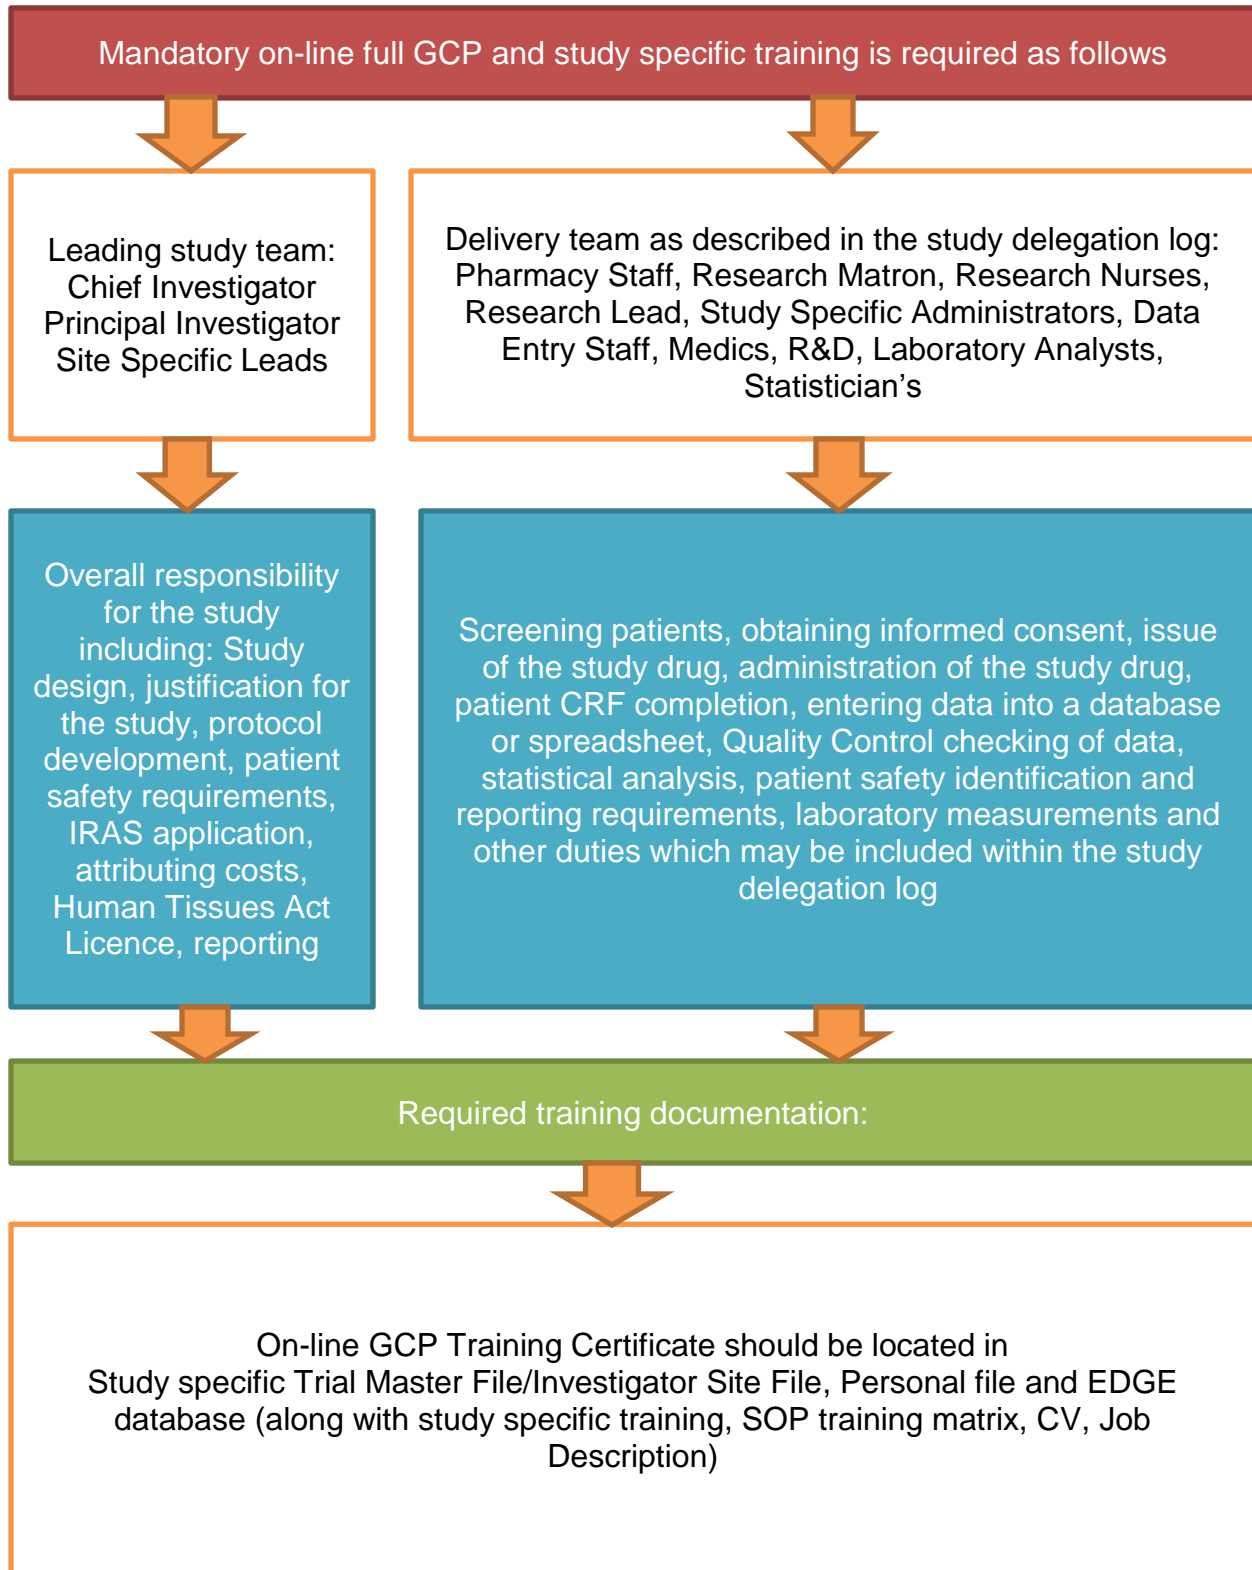 Mandatory on-line full GCP and study specific training is required as follows
Leading study team:
Chief Investigator
Principal Investigator
Site Specific Leads
Delivery team as described in the study delegation log:
Pharmacy Staff, Research Matron, Research Nurses,
Research Lead, Study Specific Administrators, Data
Entry Staff, Medics, R&D, Laboratory Analysts,
Statistician's
Overall responsibility
for the study
including: Study
design, justification for
the study, protocol
development, patient
safety requirements,
IRAS application,
attributing costs,
Human Tissues Act
Licence, reporting
Screening patients, obtaining informed consent, issue
of the study drug, administration of the study drug,
patient CRF completion, entering data into a database
or spreadsheet, Quality Control checking of data,
statistical analysis, patient safety identification and
reporting requirements, laboratory measurements and
other duties which may be included within the study
delegation log
Required training documentation:
On-line GCP Training Certificate should be located in
Study specific Trial Master File/Investigator Site File, Personal file and EDGE
database (along with study specific training, SOP training matrix, CV, Job
Description)